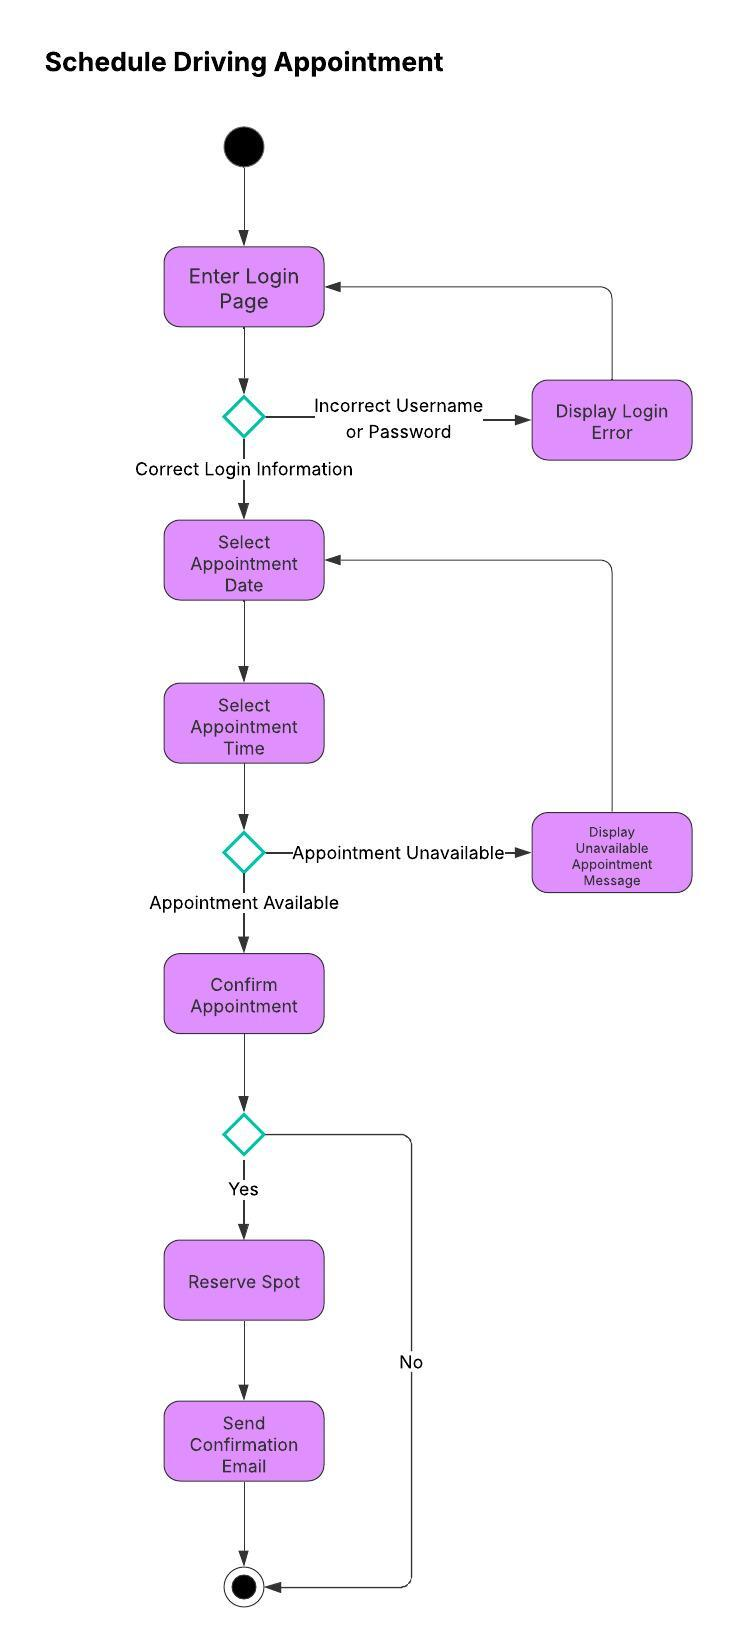 Schedule Driving Appointment
Enter Login
Page
Incorrect Username
or Password
Display Login
Error
Correct Login Information
Select
Appointment
Date
Select
Appointment
Time
Appointment Unavailable
Display
Unavailable
Appointment
Message
Appointment Available
Confirm
Appointment
Yes
Reserve Spot
No
Send
Confirmation
Email